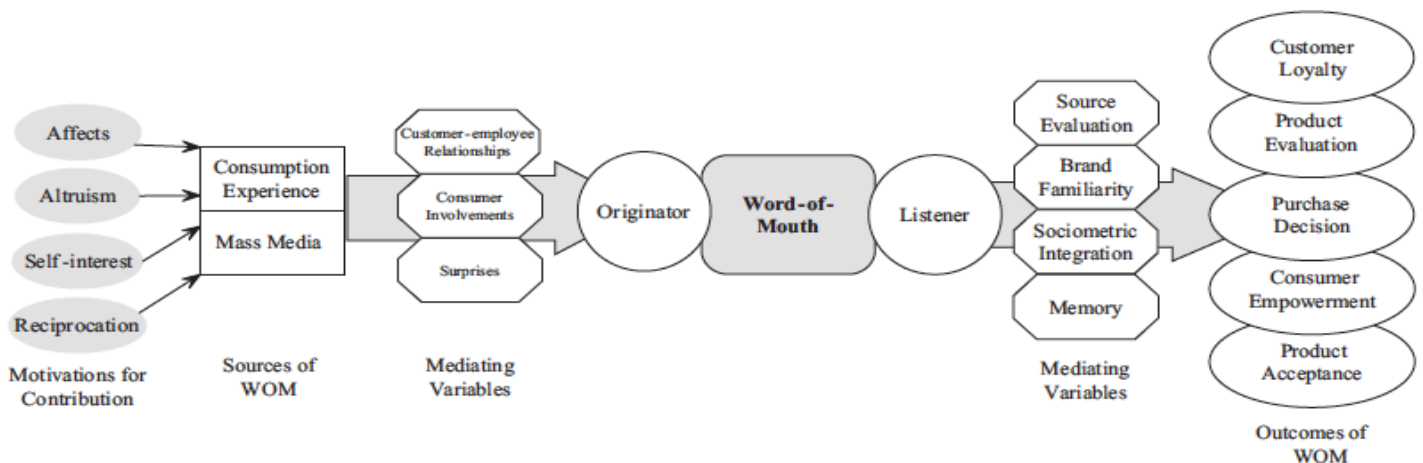 Affects
Altruism
Self-interest
Reciprocation
Motivations for
Contribution
Consumption
Experience
Mass Media
Sources of
WOM
Customer-employee
Relationships
Consumer
Involvements
Surprises
Mediating
Variables
Originator
Word-of-
Mouth
Listener
Source
Evaluation
Brand
Familiarity
Sociometric
Integration
Memory
Mediating
Variables
Customer
Loyalty
Product
Evaluation
Purchase
Decision
Consumer
Empowerment
Product
Acceptance
Outcomes of
WOM